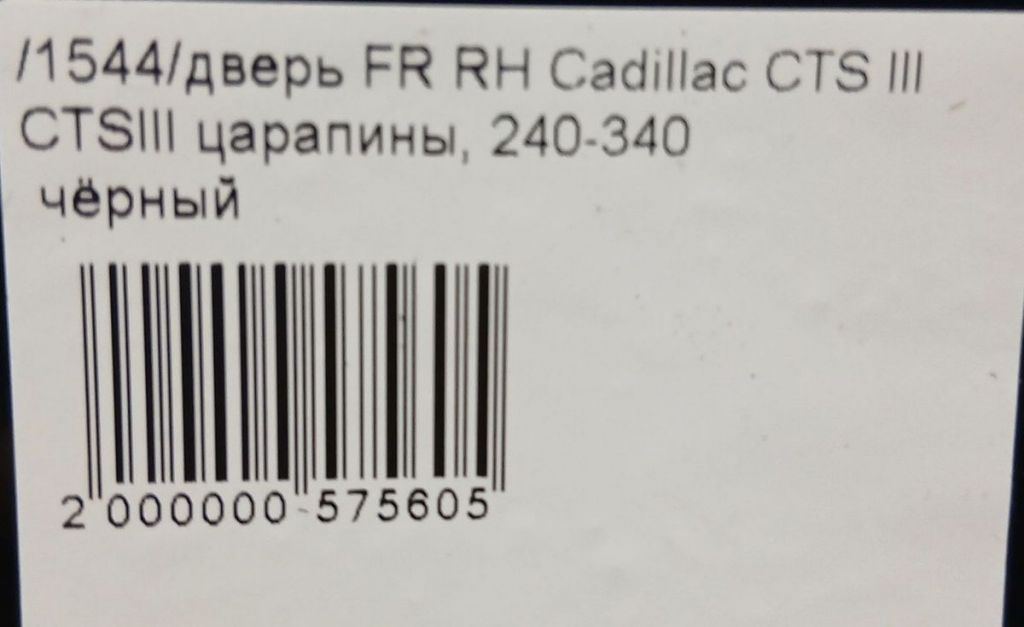 /1544/дверь FR RH Cadillac CTS III
CTSIII царапины, 240-340
чёрный
2 000000 575605